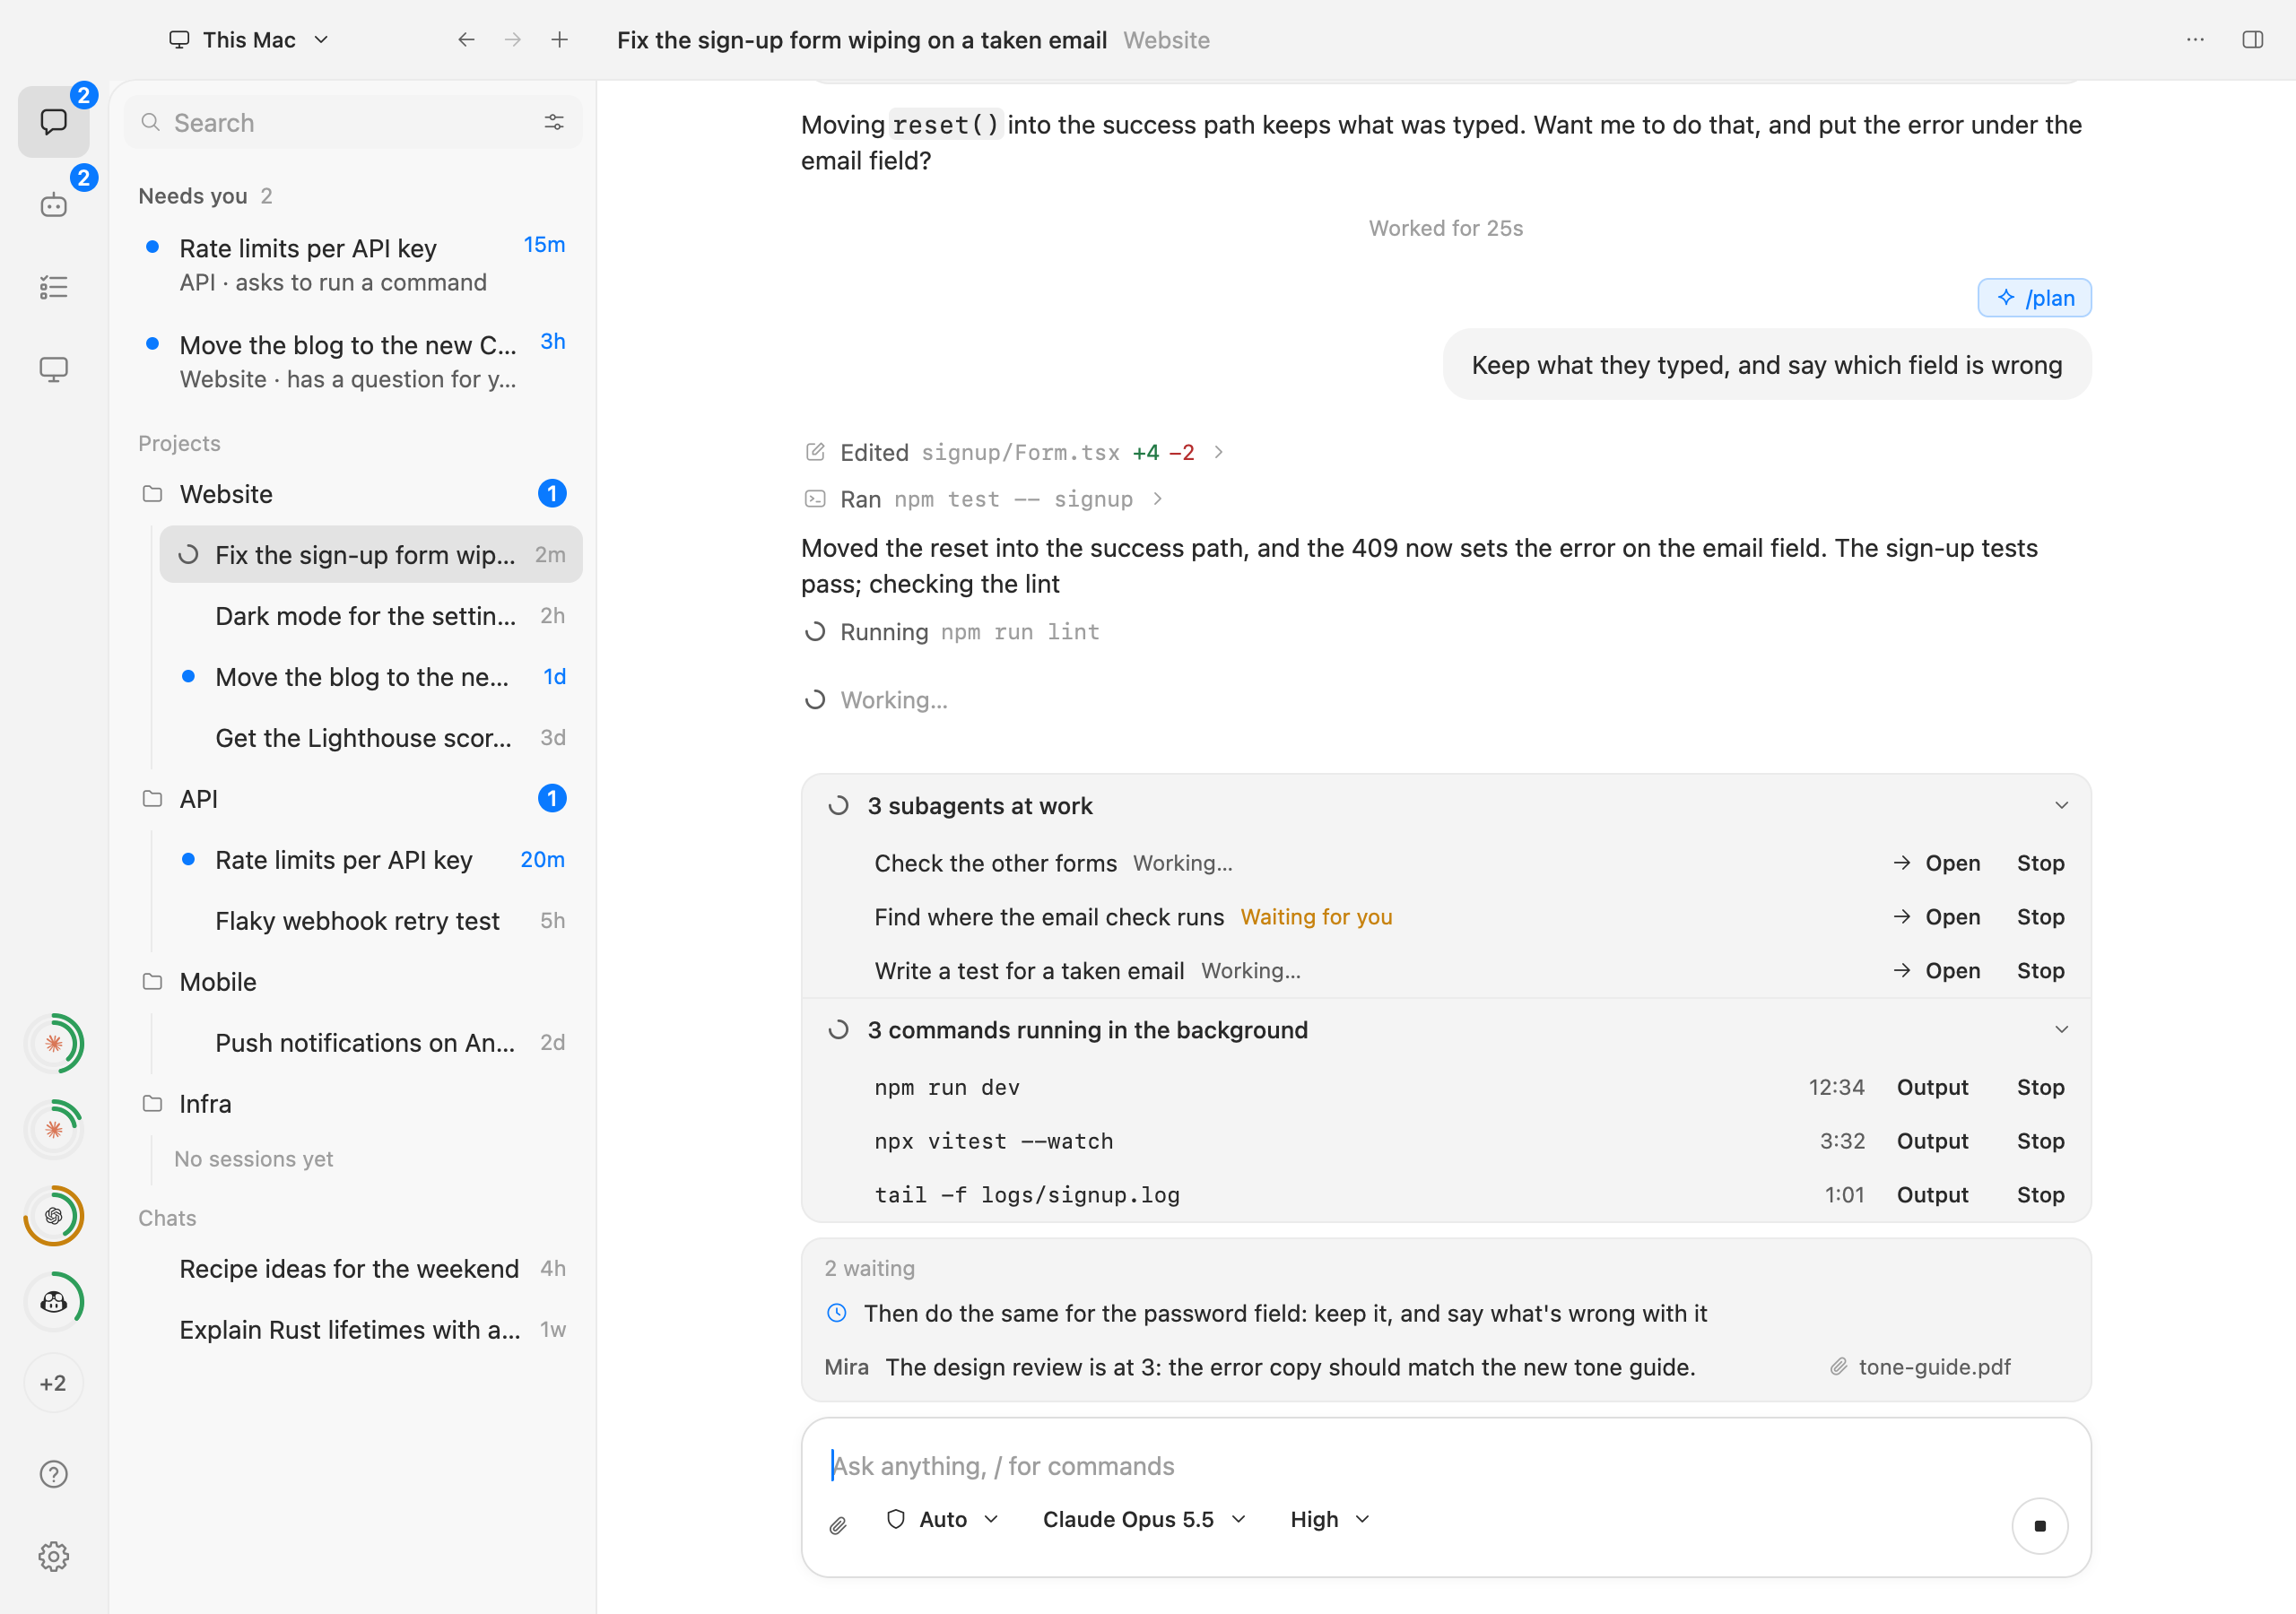 This Mac
Fix the sign-up form wiping on a taken email Website
2
2
Search
Needs you 2
Rate limits per API key 15m
API · asks to run a command
Move the blog to the new C... 3h
Website · has a question for y...
Projects
Website 1
Fix the sign-up form wip... 2m
Dark mode for the settin... 2h
Move the blog to the ne... 1d
Get the Lighthouse scor... 3d
API 1
Rate limits per API key 20m
Flaky webhook retry test 5h
Mobile
Push notifications on An... 2d
Infra
No sessions yet
Chats
Recipe ideas for the weekend 4h
Explain Rust lifetimes with a... 1w
+2
Moving reset() into the success path keeps what was typed. Want me to do that, and put the error under the
email field?
Worked for 25s
/plan
Keep what they typed, and say which field is wrong
Edited signup/Form.tsx +4 −2
Ran npm test -- signup
Moved the reset into the success path, and the 409 now sets the error on the email field. The sign-up tests
pass; checking the lint
Running npm run lint
Working...
3 subagents at work
Check the other forms Working... Open Stop
Find where the email check runs Waiting for you Open Stop
Write a test for a taken email Working... Open Stop
3 commands running in the background
npm run dev 12:34 Output Stop
npx vitest --watch 3:32 Output Stop
tail -f logs/signup.log 1:01 Output Stop
2 waiting
Then do the same for the password field: keep it, and say what's wrong with it
Mira The design review is at 3: the error copy should match the new tone guide. tone-guide.pdf
Ask anything, / for commands
Auto Claude Opus 5.5 High